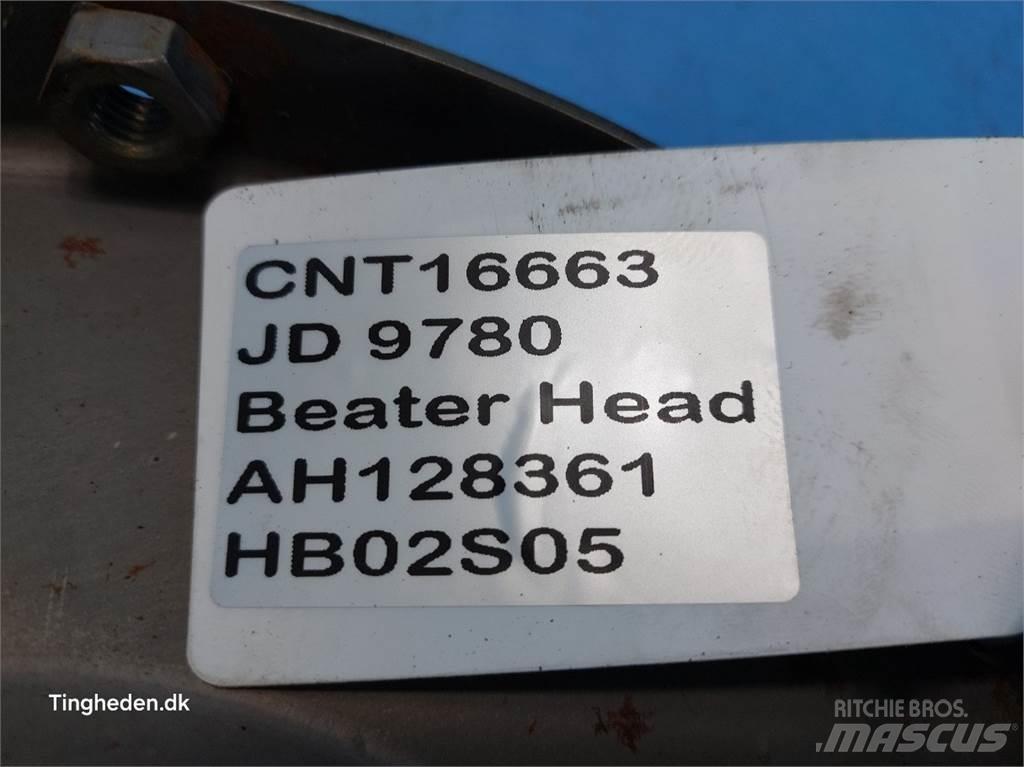 CNT16663
JD 9780
Beater Head
AH128361
HB02S05
Tingheden.dk
RITCHIE BROS.
MASCUS